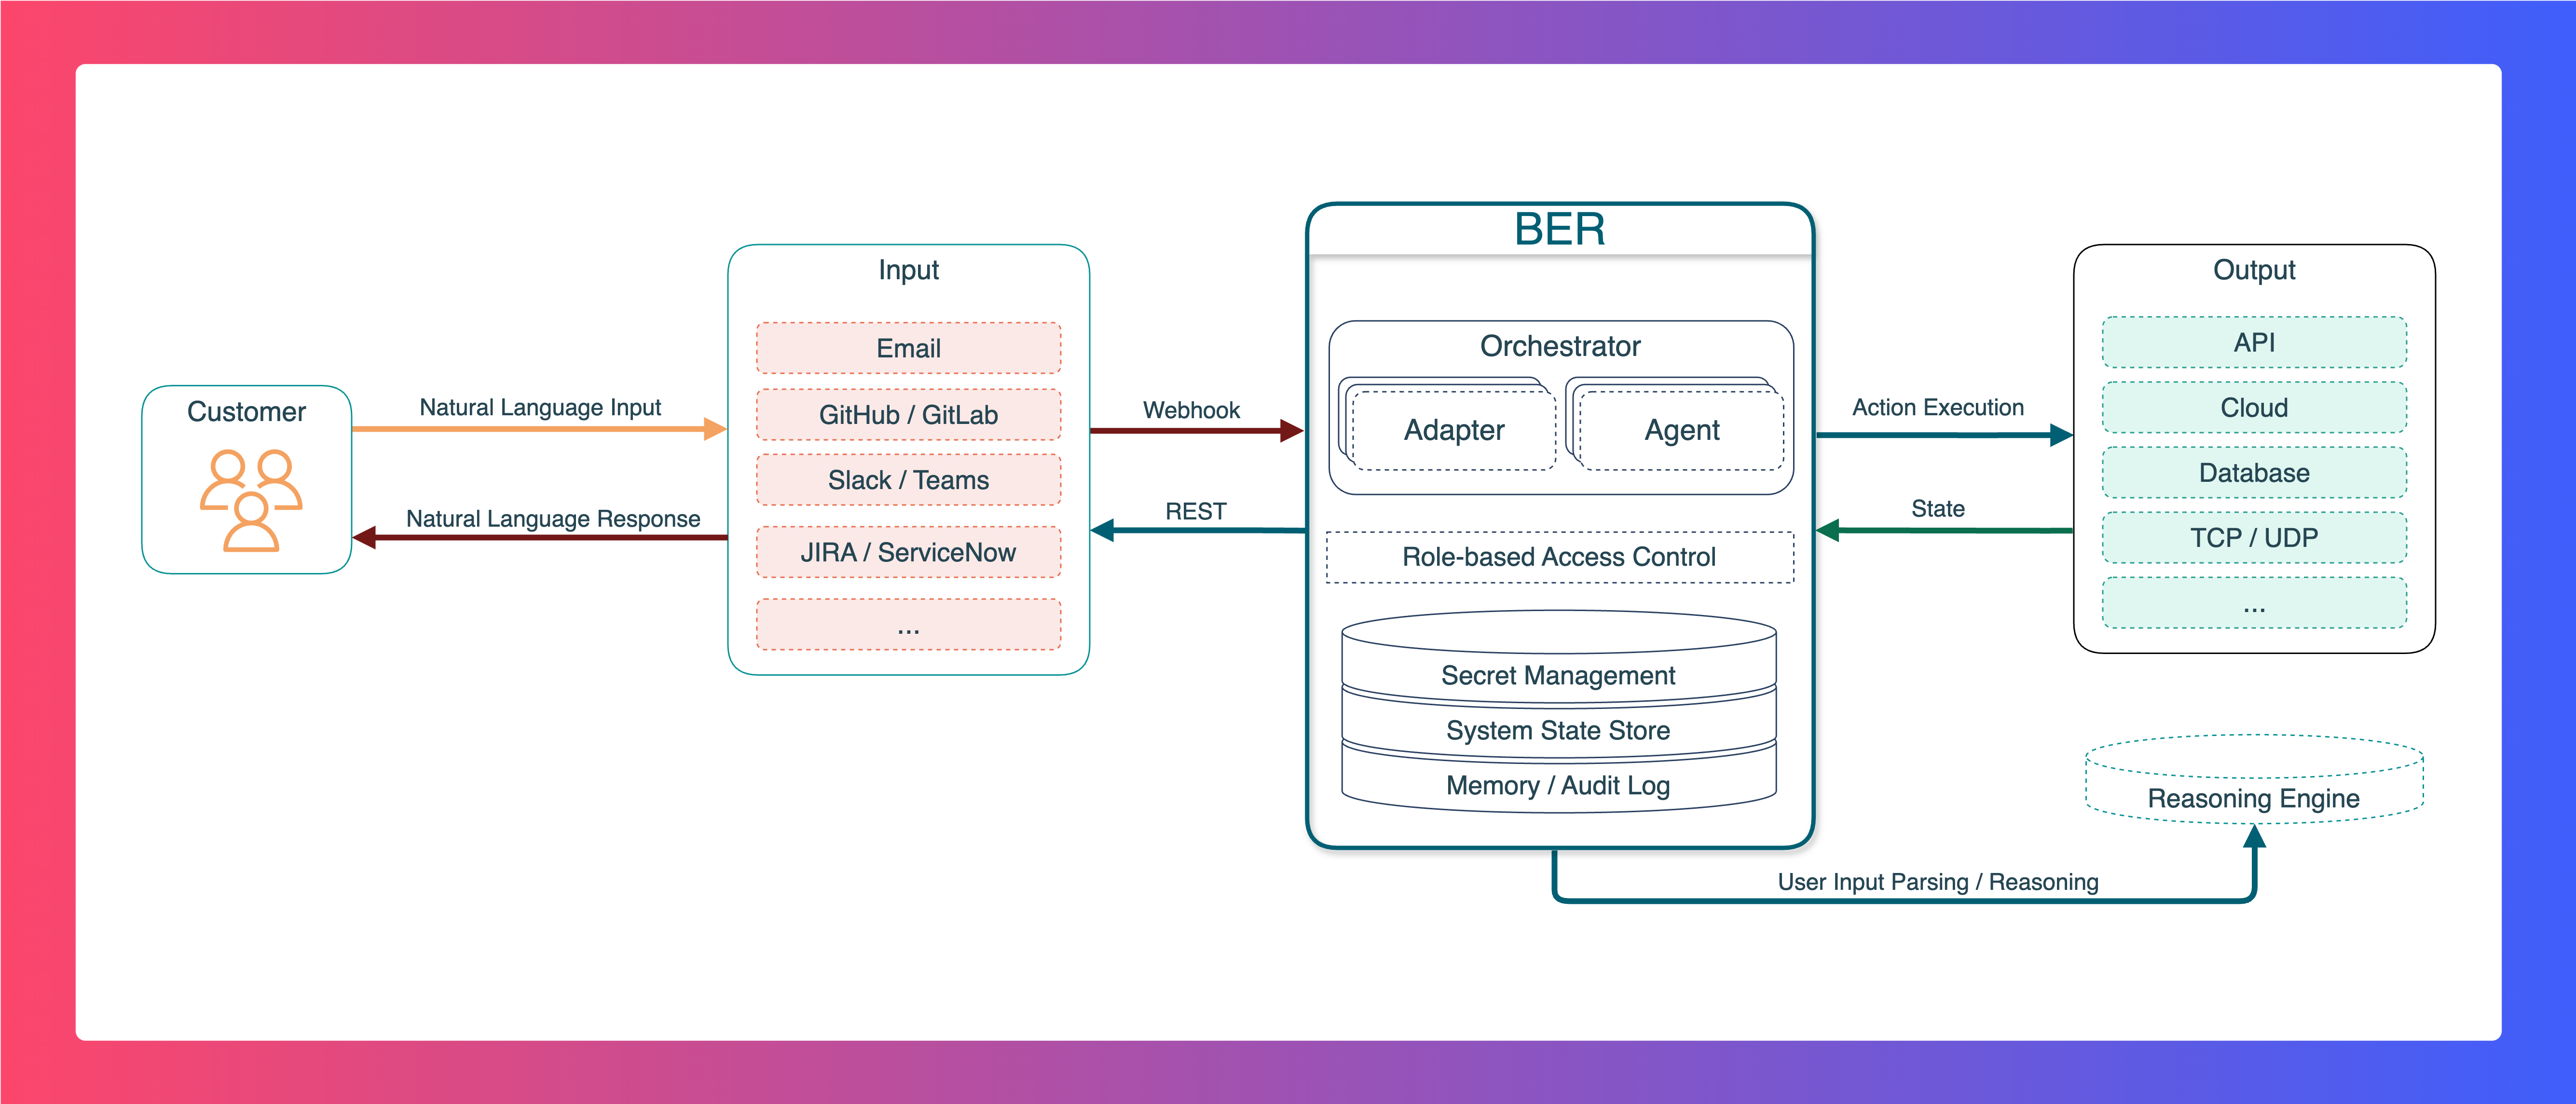 Customer
Natural Language Input
Natural Language Response
Input
Email
GitHub / GitLab
Slack / Teams
JIRA / ServiceNow
...
Webhook
REST
BER
Orchestrator
Adapter
Agent
Role-based Access Control
Secret Management
System State Store
Memory / Audit Log
Action Execution
State
Output
API
Cloud
Database
TCP / UDP
...
Reasoning Engine
User Input Parsing / Reasoning